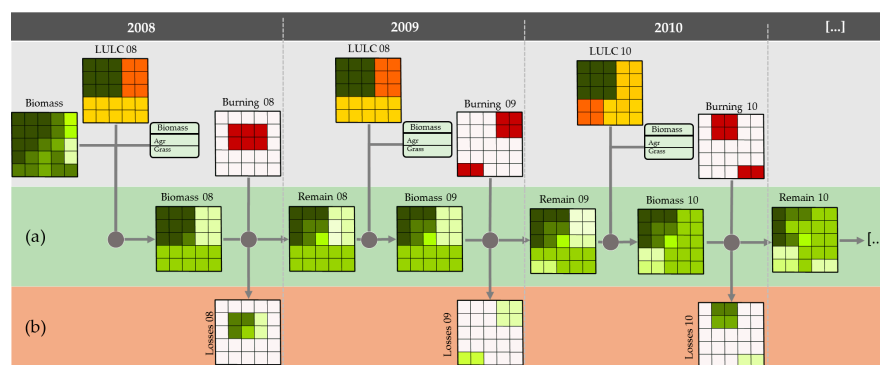 2008 2009 2010 [...]
LULC 08 LULC 08 LULC 10
Biomass Burning 08 Burning 09 Burning 10
Biomass
Agr
Grass
Biomass
Agr
Grass
Biomass
Agr
Grass
Biomass 08 Remain 08 Biomass 09 Remain 09 Biomass 10 Remain 10
(a) [..
(b) Losses 08 Losses 09 Losses 10